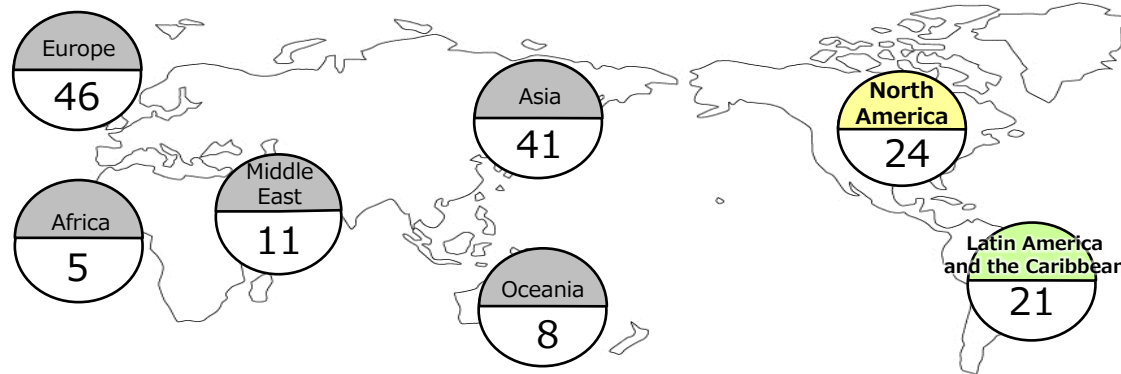 Europe
46
Asia
41
North
America
24
Middle
East
11
Africa
5
Oceania
8
Latin America
and the Caribbean
21